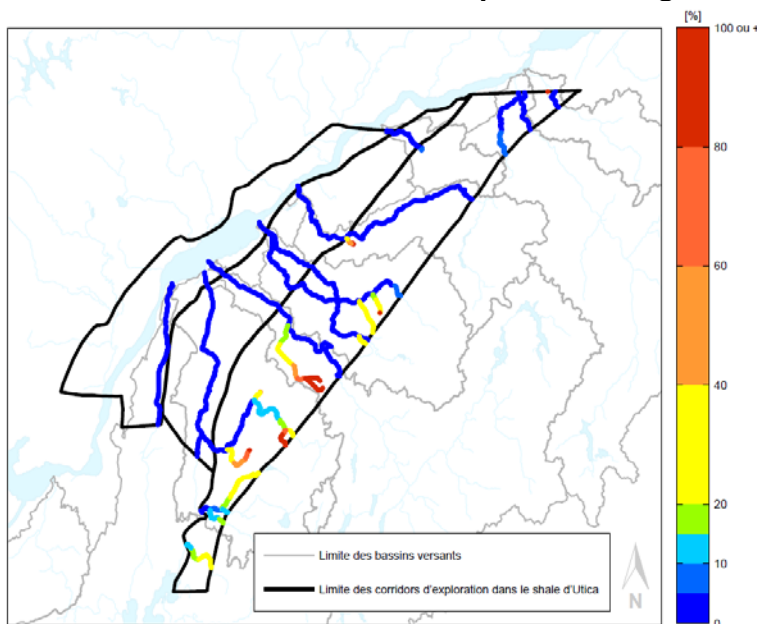 [%]
100 ou +
80
60
40
20
10
0
Limite des bassins versants
Limite des corridors d'exploration dans le shale d'Utica
N